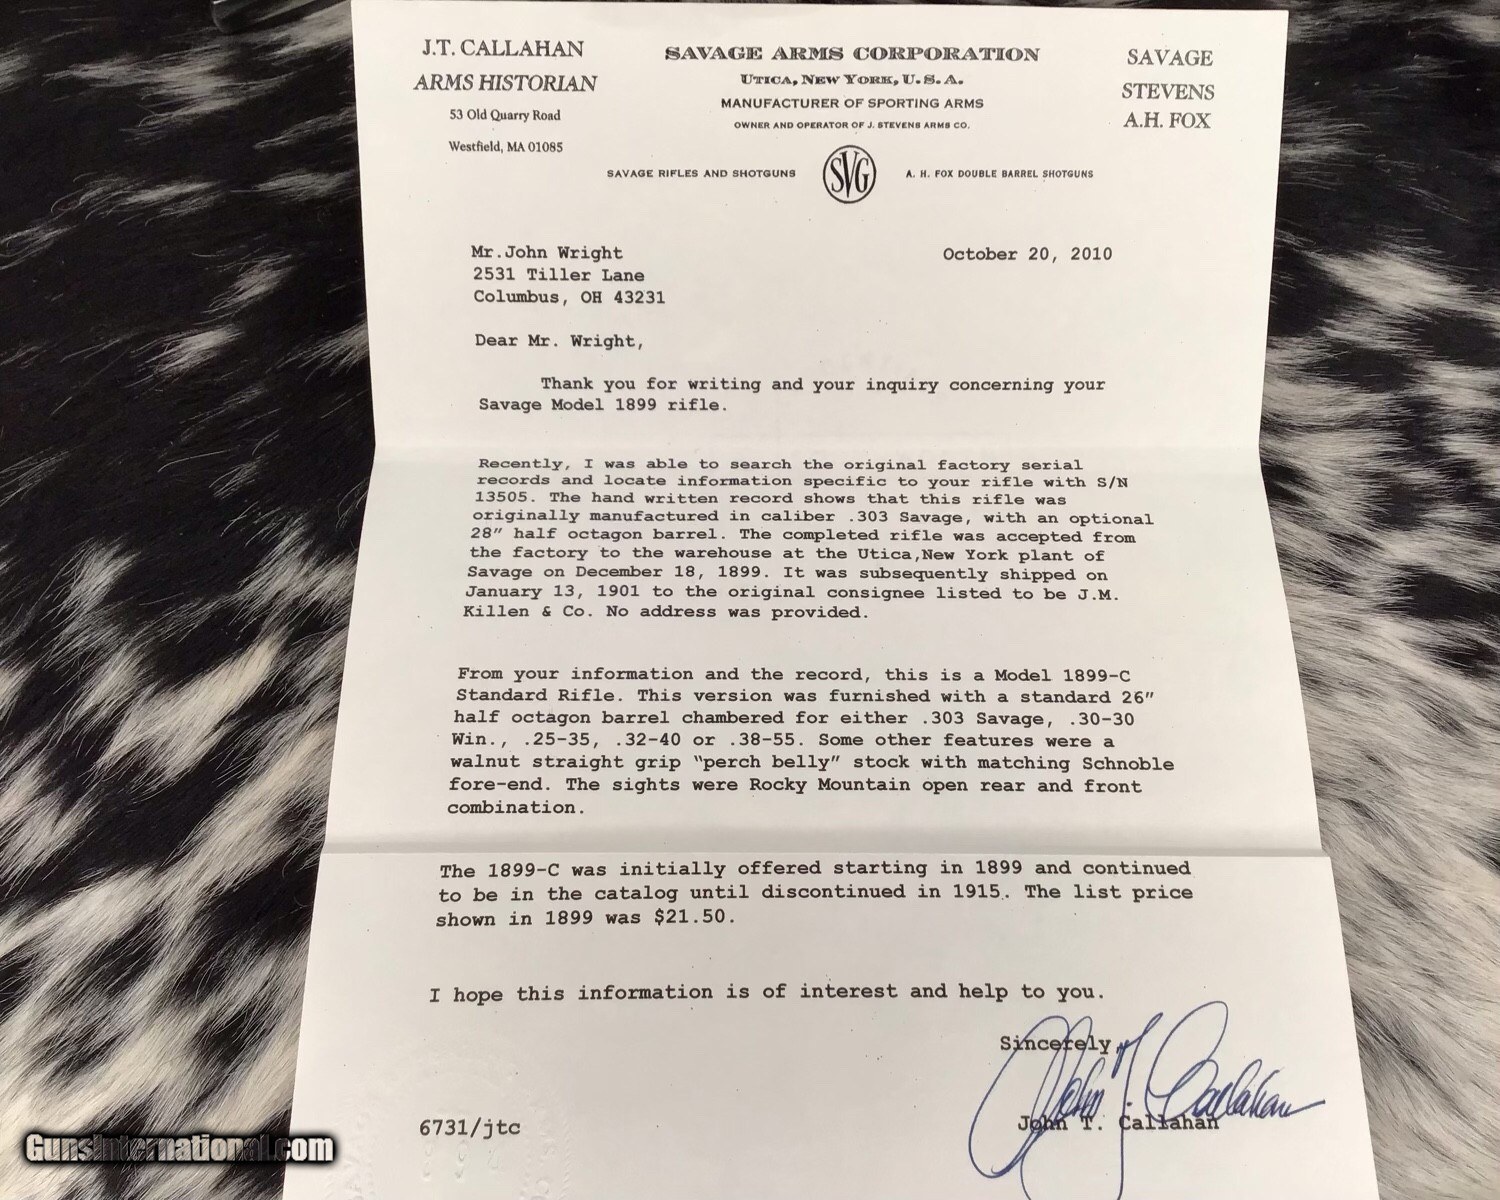 J.T. CALLAHAN
ARMS HISTORIAN
53 Old Quarry Road
Westfield, MA 01085
SAVAGE ARMS CORPORATION
UTICA, NEW YORK, U.S.A.
MANUFACTURER OF SPORTING ARMS
OWNER AND OPERATOR OF J. STEVENS ARMS CO.
SAVAGE RIFLES AND SHOTGUNS
SVG
A. H. FOX DOUBLE BARREL SHOTGUNS
SAVAGE
STEVENS
A.H. FOX
Mr.John Wright
2531 Tiller Lane
Columbus, OH 43231
October 20, 2010
Dear Mr. Wright,
Thank you for writing and your inquiry concerning your
Savage Model 1899 rifle.
Recently, I was able to search the original factory serial
records and locate information specific to your rifle with S/N
13505. The hand written record shows that this rifle was
originally manufactured in caliber .303 Savage, with an optional
28" half octagon barrel. The completed rifle was accepted from
the factory to the warehouse at the Utica,New York plant of
Savage on December 18, 1899. It was subsequently shipped on
January 13, 1901 to the original consignee listed to be J.M.
Killen & Co. No address was provided.
From your information and the record, this is a Model 1899-C
Standard Rifle. This version was furnished with a standard 26"
half octagon barrel chambered for either .303 Savage, .30-30
Win., .25-35, .32-40 or .38-55. Some other features were a
walnut straight grip "perch belly" stock with matching Schnoble
fore-end. The sights were Rocky Mountain open rear and front
combination.
The 1899-C was initially offered starting in 1899 and continued
to be in the catalog until discontinued in 1915. The list price
shown in 1899 was $21.50.
I hope this information is of interest and help to you.
Sincerely,
John T. Callahan
John T. Callahan
6731/jtc
GunsInternational.com